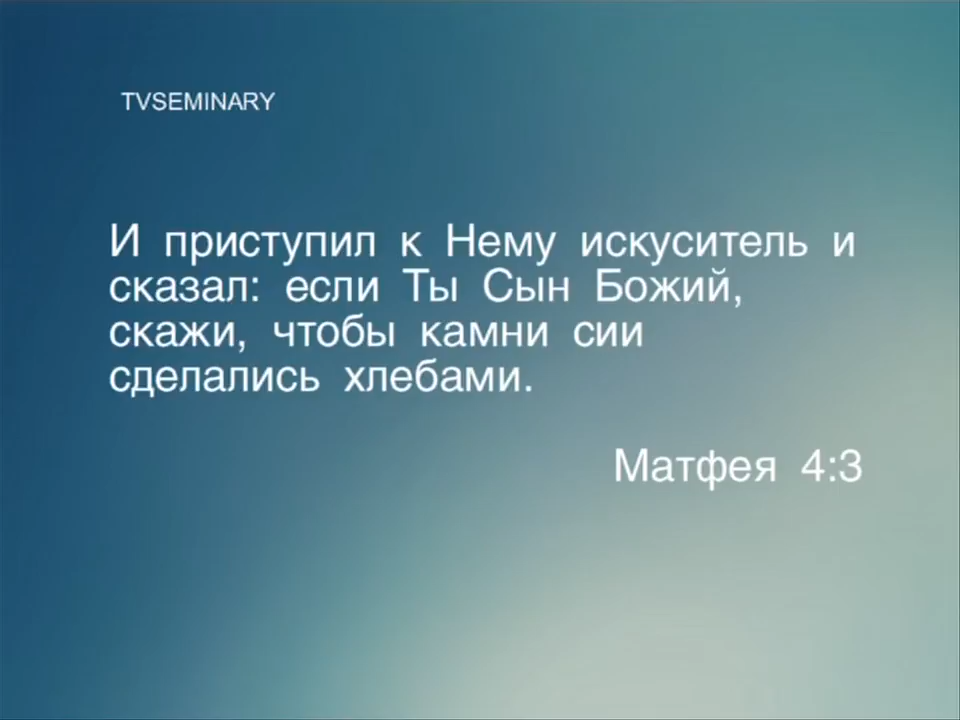 TVSEMINARY
И приступил к Нему искуситель и
сказал: если Ты Сын Божий,
скажи, чтобы камни сии
сделались хлебами.
Матфея 4:3